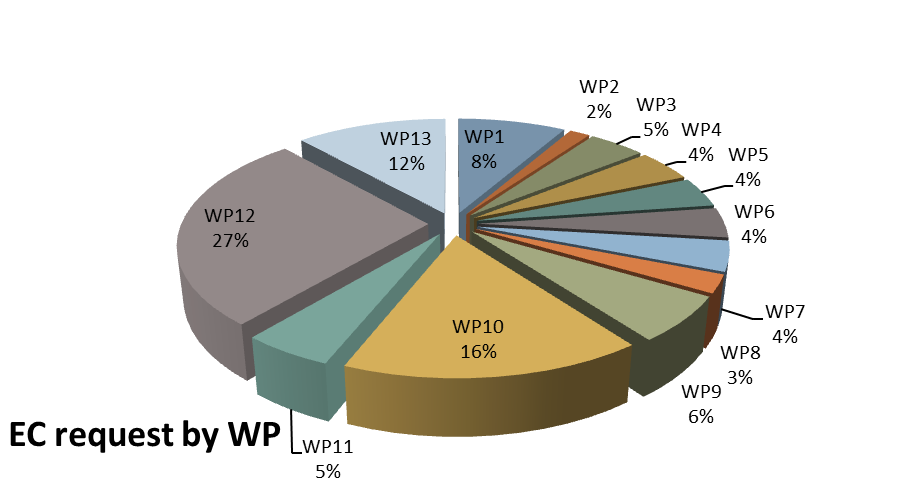 WP1
8%
WP2
2%
WP3
5%
WP4
4%
WP5
4%
WP6
4%
WP7
4%
WP8
3%
WP9
6%
WP10
16%
WP11
5%
WP12
27%
WP13
12%
EC request by WP